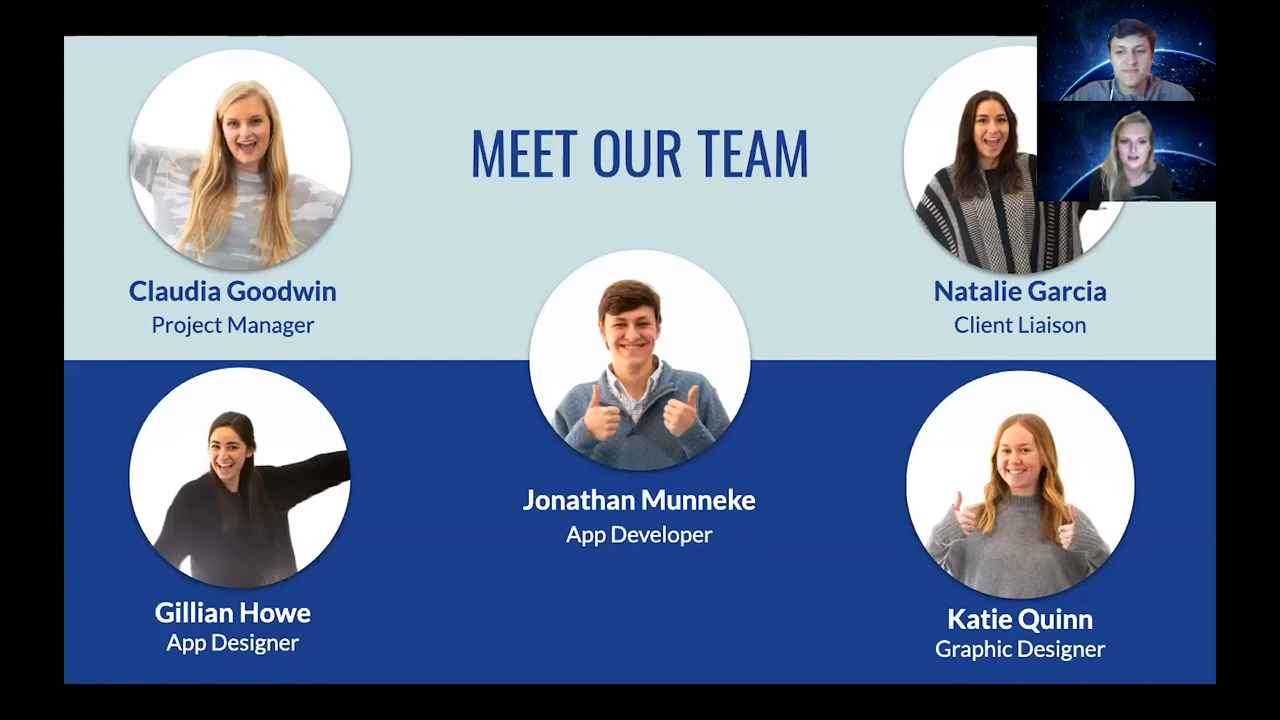 MEET OUR TEAM
Claudia Goodwin
Project Manager
Natalie Garcia
Client Liaison
Jonathan Munneke
App Developer
Gillian Howe
App Designer
Katie Quinn
Graphic Designer